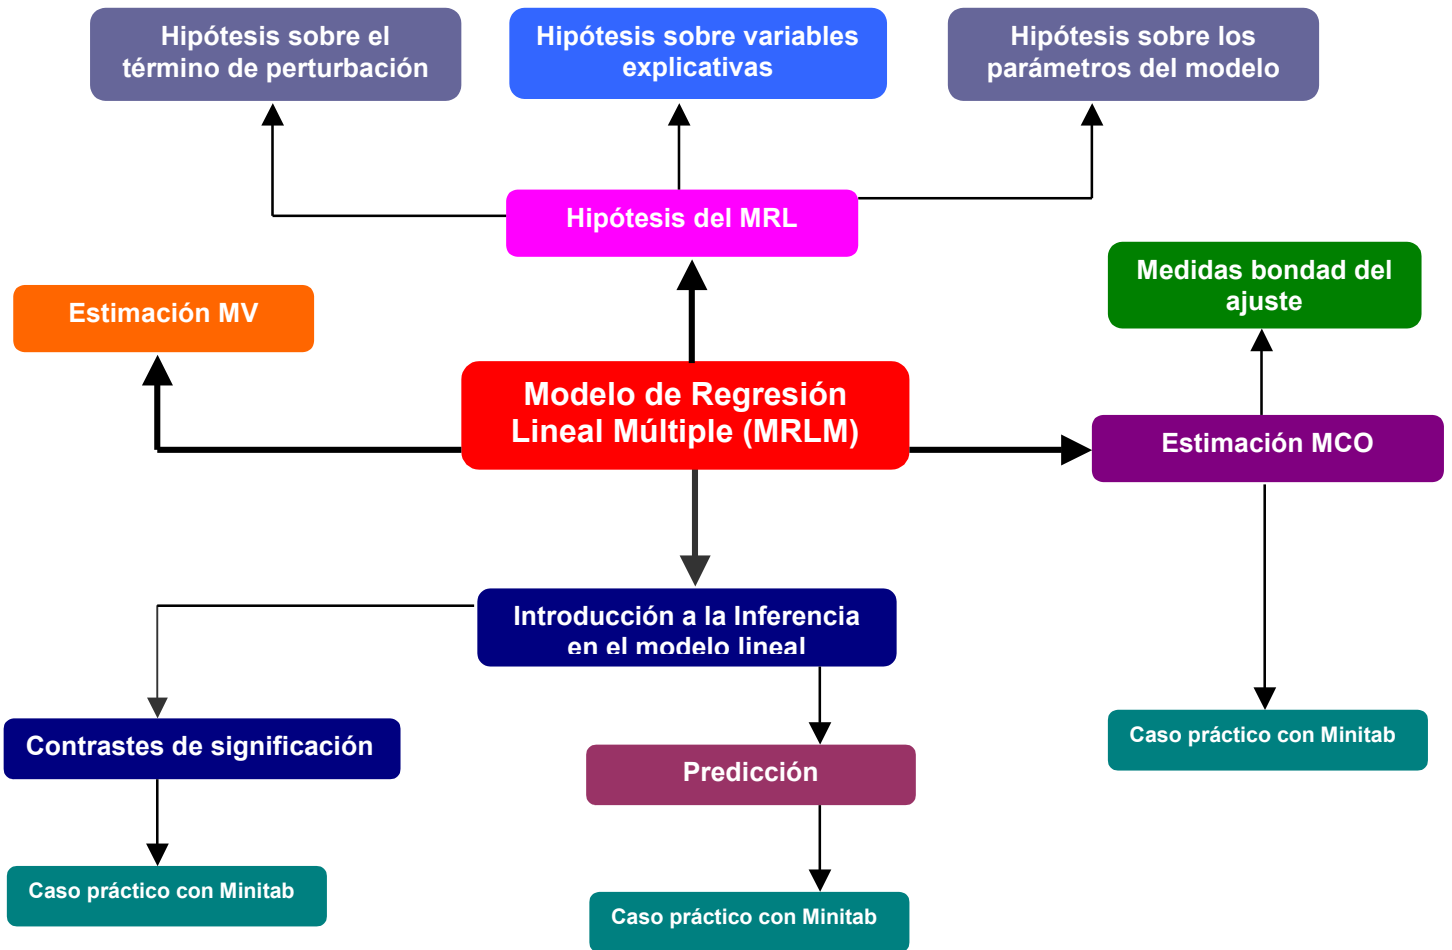 Hipótesis sobre el
término de perturbación
Hipótesis sobre variables
explicativas
Hipótesis sobre los
parámetros del modelo
Hipótesis del MRL
Medidas bondad del
ajuste
Estimación MV
Modelo de Regresión
Lineal Múltiple (MRLM)
Estimación MCO
Introducción a la Inferencia
en el modelo lineal
Contrastes de significación
Predicción
Caso práctico con Minitab
Caso práctico con Minitab
Caso práctico con Minitab